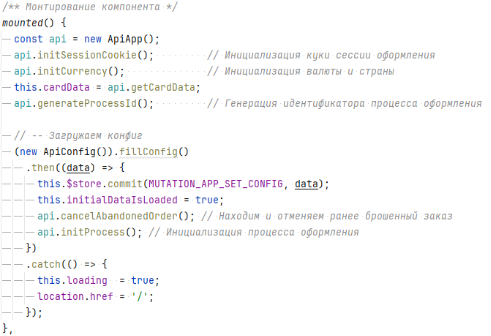 /** Монтирование компонента */
mounted() {
const api = new ApiApp();
api.initSessionCookie(); // Инициализация куки сессии оформления
api.initCurrency(); // Инициализация валюты и страны
this.cardData = api.getCardData;
api.generateProcessId(); // Генерация идентификатора процесса оформления
// -- Загружаем конфиг
(new ApiConfig()).fillConfig()
.then((data) => {
this.$store.commit(MUTATION_APP_SET_CONFIG, data);
this.initialDataIsLoaded = true;
api.cancelAbandonedOrder(); // Находим и отменяем ранее брошенный заказ
api.initProcess(); // Инициализация процесса оформления
})
.catch(() => {
this.loading = true;
location.href = '/';
});
},